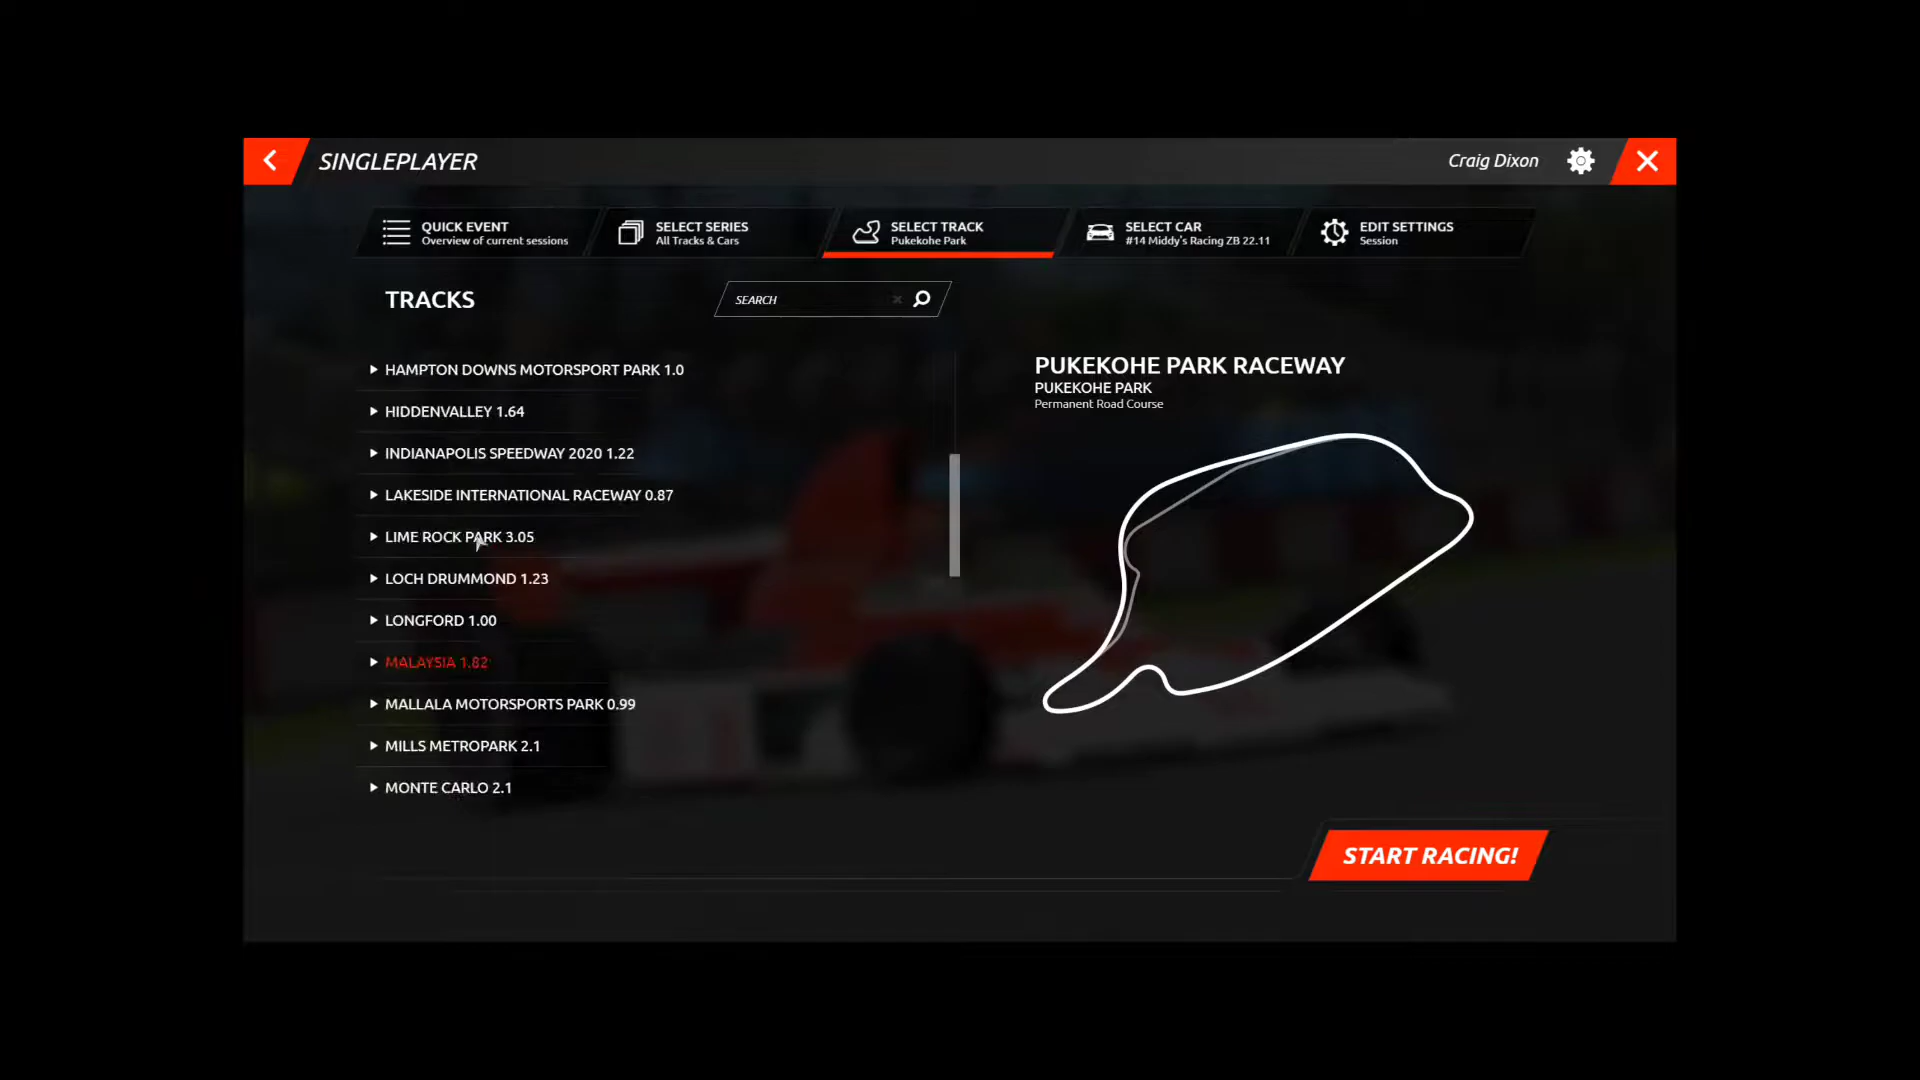 SINGLEPLAYER
Craig Dixon
QUICK EVENT
Overview of current sessions
SELECT SERIES
All Tracks & Cars
SELECT TRACK
Pukekohe Park
SELECT CAR
#14 Middy's Racing ZB 22.11
EDIT SETTINGS
Session
TRACKS
SEARCH
HAMPTON DOWNS MOTORSPORT PARK 1.0
HIDDENVALLEY 1.64
INDIANAPOLIS SPEEDWAY 2020 1.22
LAKESIDE INTERNATIONAL RACEWAY 0.87
LIME ROCK PARK 3.05
LOCH DRUMMOND 1.23
LONGFORD 1.00
MALAYSIA 1.82
MALLALA MOTORSPORTS PARK 0.99
MILLS METROPARK 2.1
MONTE CARLO 2.1
PUKEKOHE PARK RACEWAY
PUKEKOHE PARK
Permanent Road Course
START RACING!